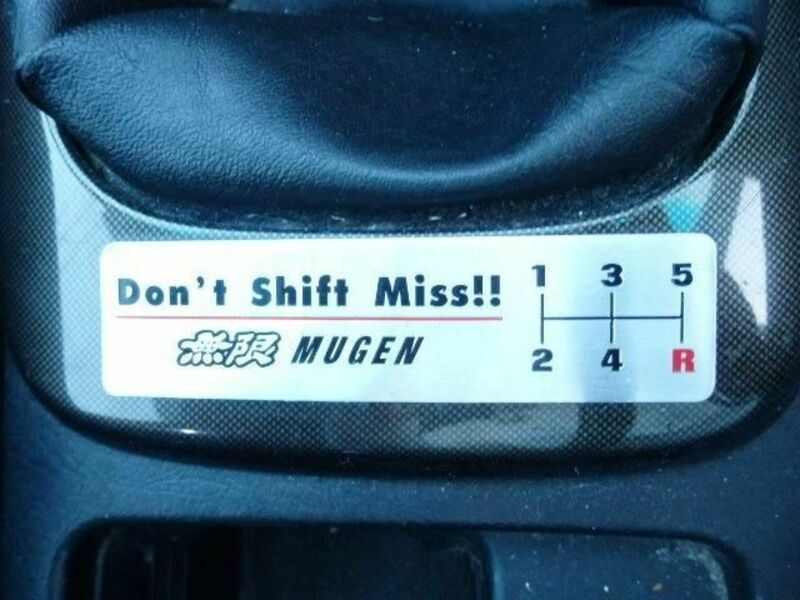 Don't Shift Miss!!
無限 MUGEN
1 3 5
2 4 R